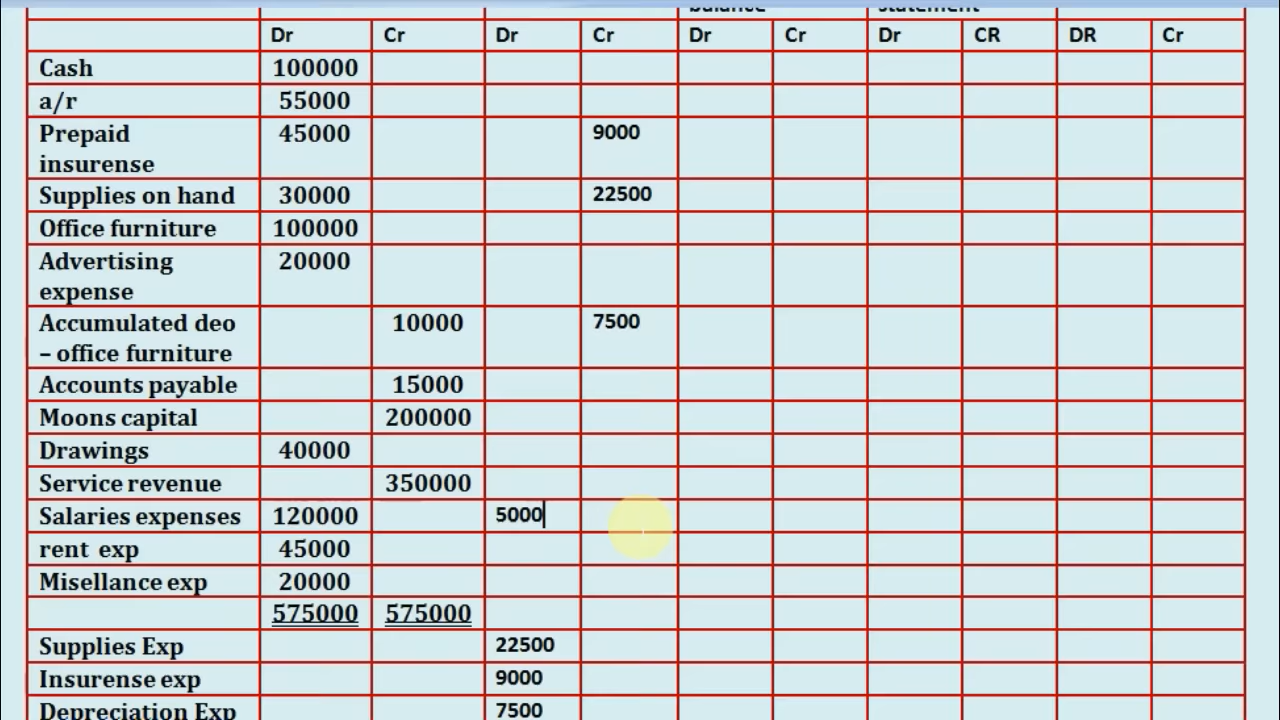 balance statement
Dr Cr Dr Cr Dr Cr Dr CR DR Cr
Cash 100000
a/r 55000
Prepaid 45000 9000
insurense
Supplies on hand 30000 22500
Office furniture 100000
Advertising 20000
expense
Accumulated deo 10000 7500
– office furniture
Accounts payable 15000
Moons capital 200000
Drawings 40000
Service revenue 350000
Salaries expenses 120000 5000
rent exp 45000
Misellance exp 20000
575000 575000
Supplies Exp 22500
Insurense exp 9000
Depreciation Exp 7500